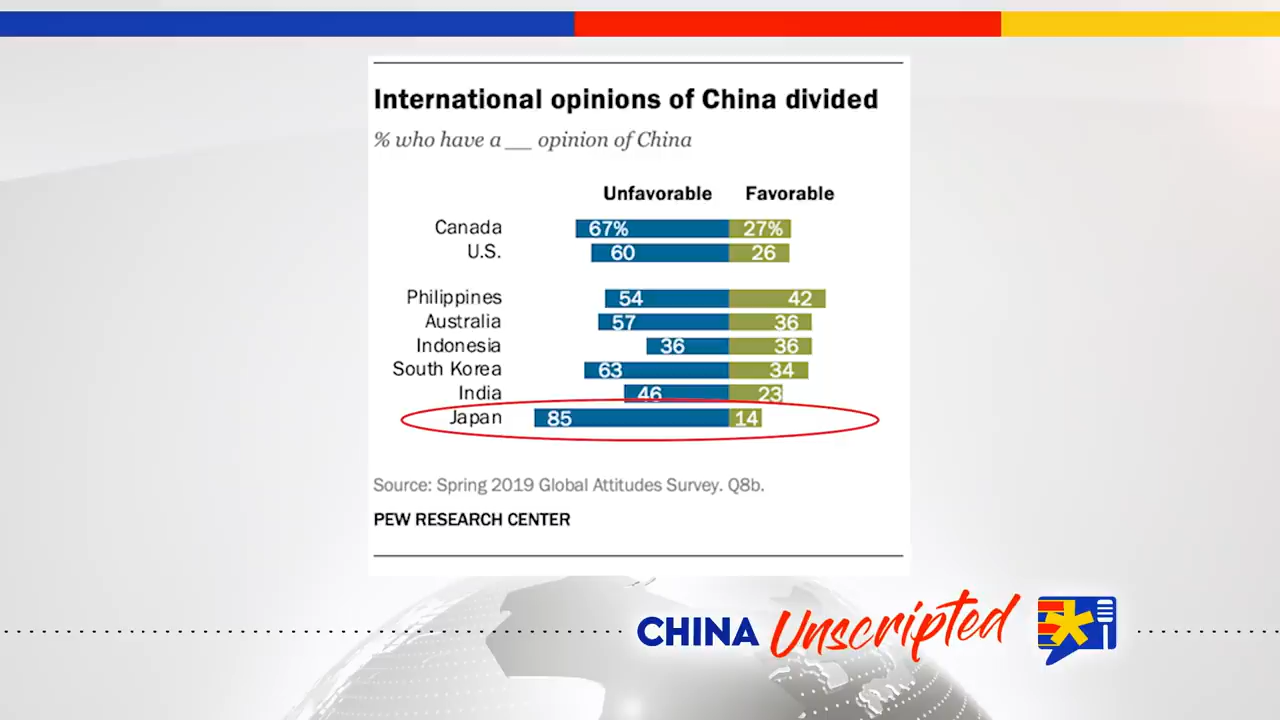 International opinions of China divided
% who have a __ opinion of China
Unfavorable Favorable
Canada 67% 27%
U.S. 60 26
Philippines 54 42
Australia 57 36
Indonesia 36 36
South Korea 63 34
India 46 23
Japan 85 14
Source: Spring 2019 Global Attitudes Survey. Q8b.
PEW RESEARCH CENTER
CHINA Unscripted